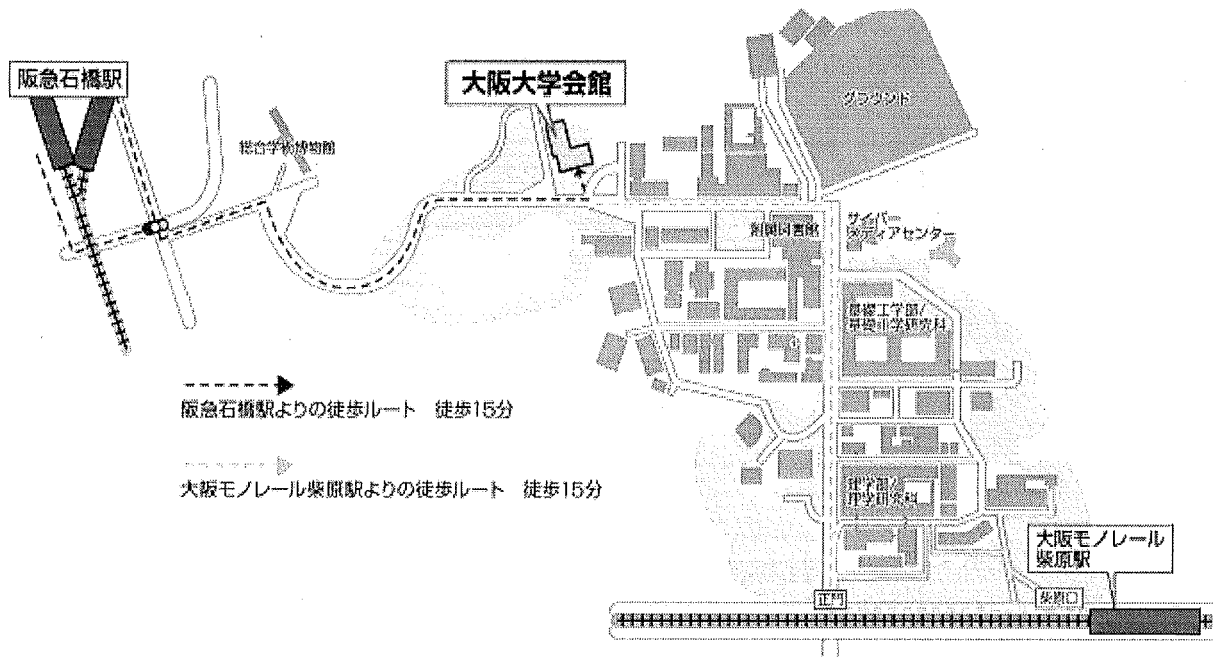 阪急石橋駅
大阪大学会館
グラウンド
総合学術博物館
附属図書館
サイバー
メディアセンター
基礎工学部/
基礎工学研究科
阪急石橋駅よりの徒歩ルート 徒歩15分
大阪モノレール柴原駅よりの徒歩ルート 徒歩15分
理学部/
理学研究科
大阪モノレール
柴原駅
正門
柴原口